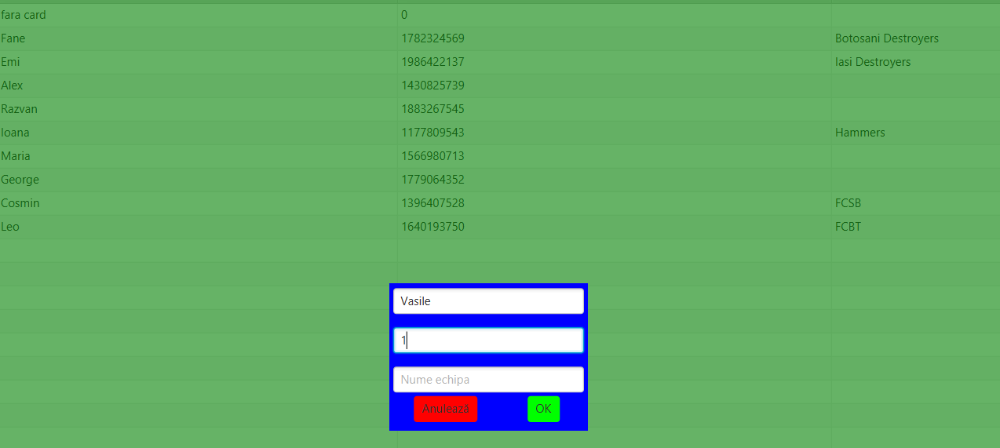 fara card 0
Fane 1782324569 Botosani Destroyers
Emi 1986422137 Iasi Destroyers
Alex 1430825739
Razvan 1883267545
Ioana 1177809543 Hammers
Maria 1566980713
George 1779064352
Cosmin 1396407528 FCSB
Leo 1640193750 FCBT
Vasile
1
Nume echipa
Anulează OK